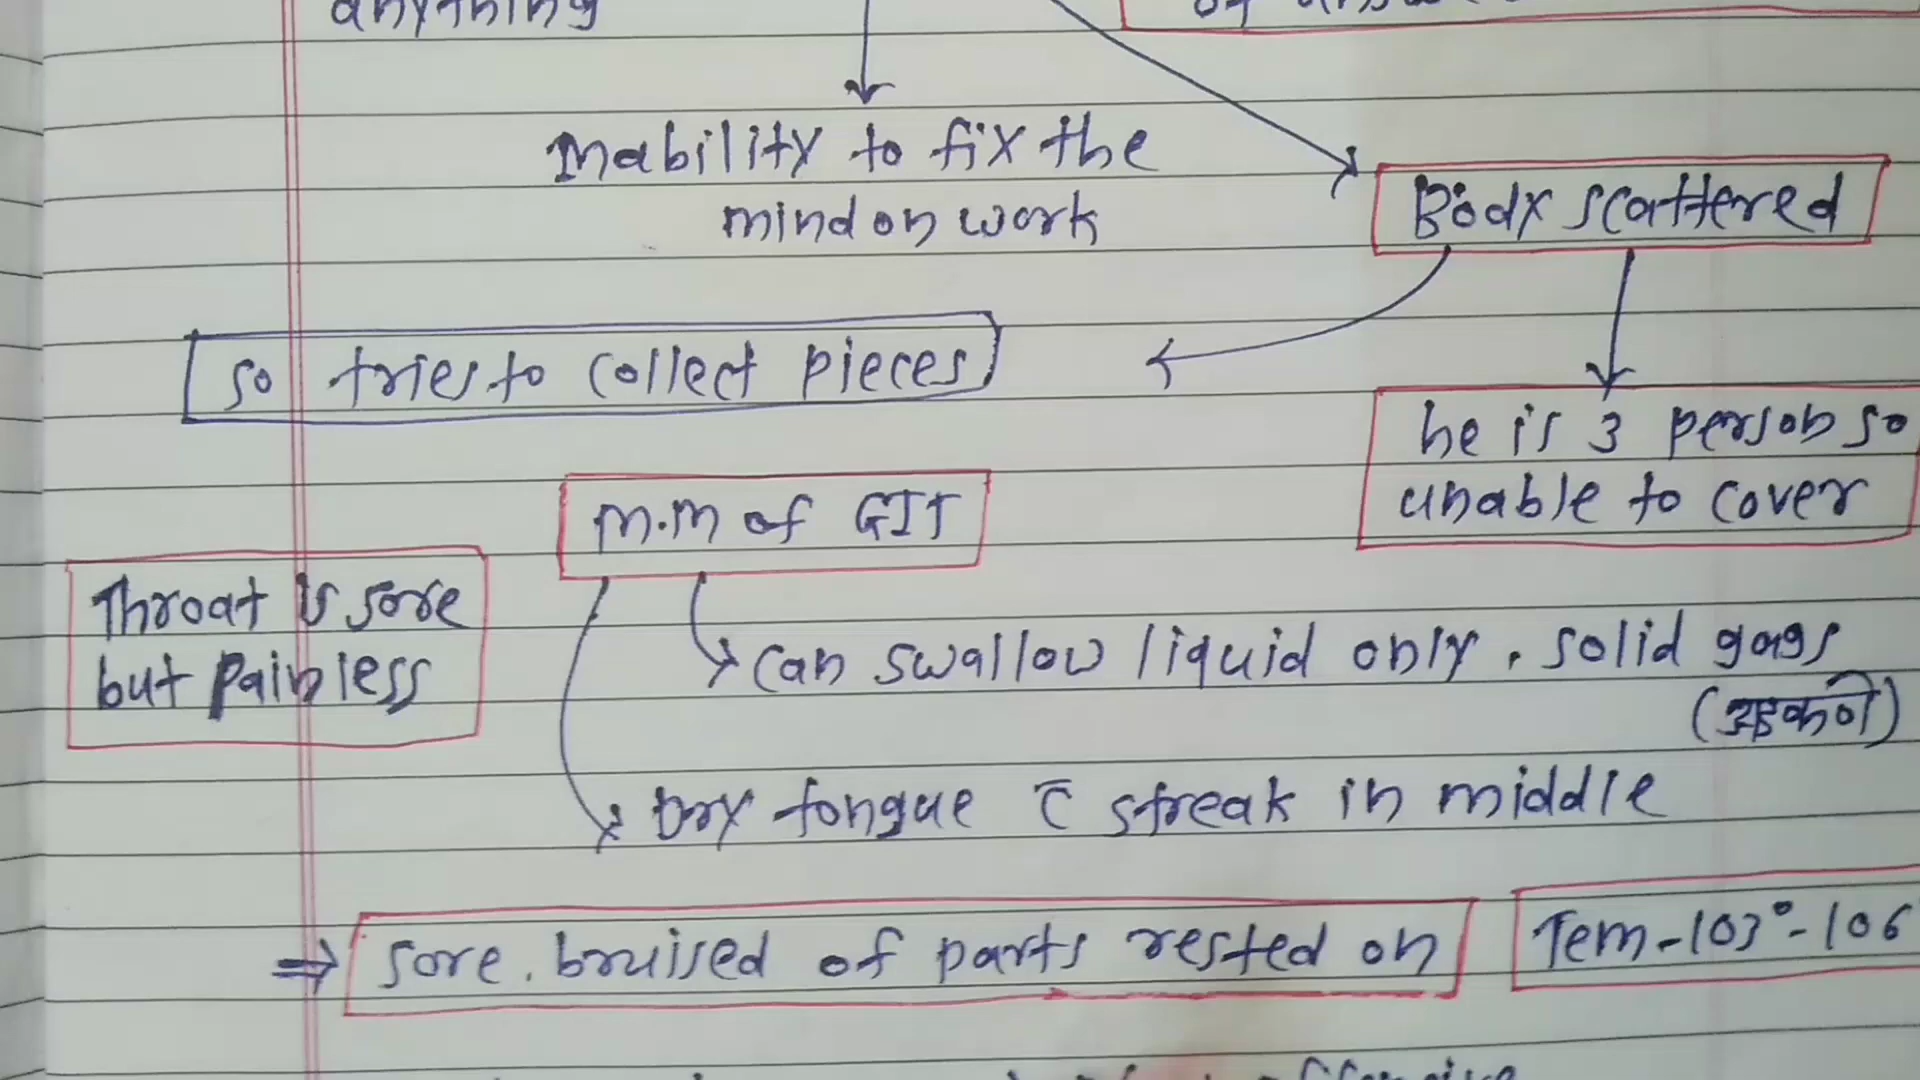 anything
Inability to fix the
mind on work
Body scattered
so tries to collect pieces
he is 3 person so
unable to cover
m.m of GIT
Throat is sore
but painless
can swallow liquid only. solid gags
Dry tongue c̄ streak in middle
⇒ sore. bruised of parts rested on
Tem-103°-106